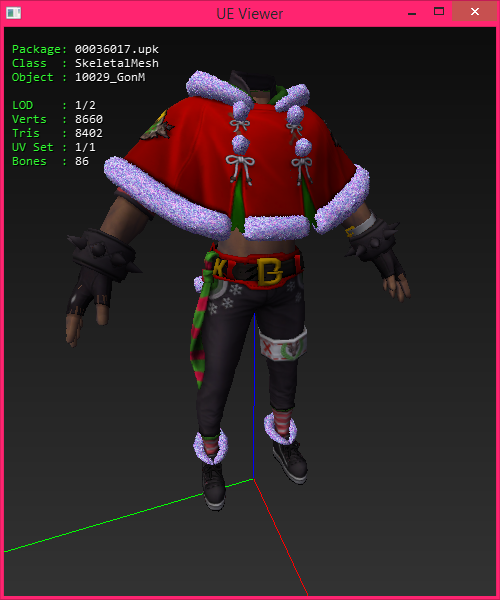 UE Viewer
Package: 00036017.upk
Class : SkeletalMesh
Object : 10029_GonM
LOD : 1/2
Verts : 8660
Tris : 8402
UV Set : 1/1
Bones : 86
K B